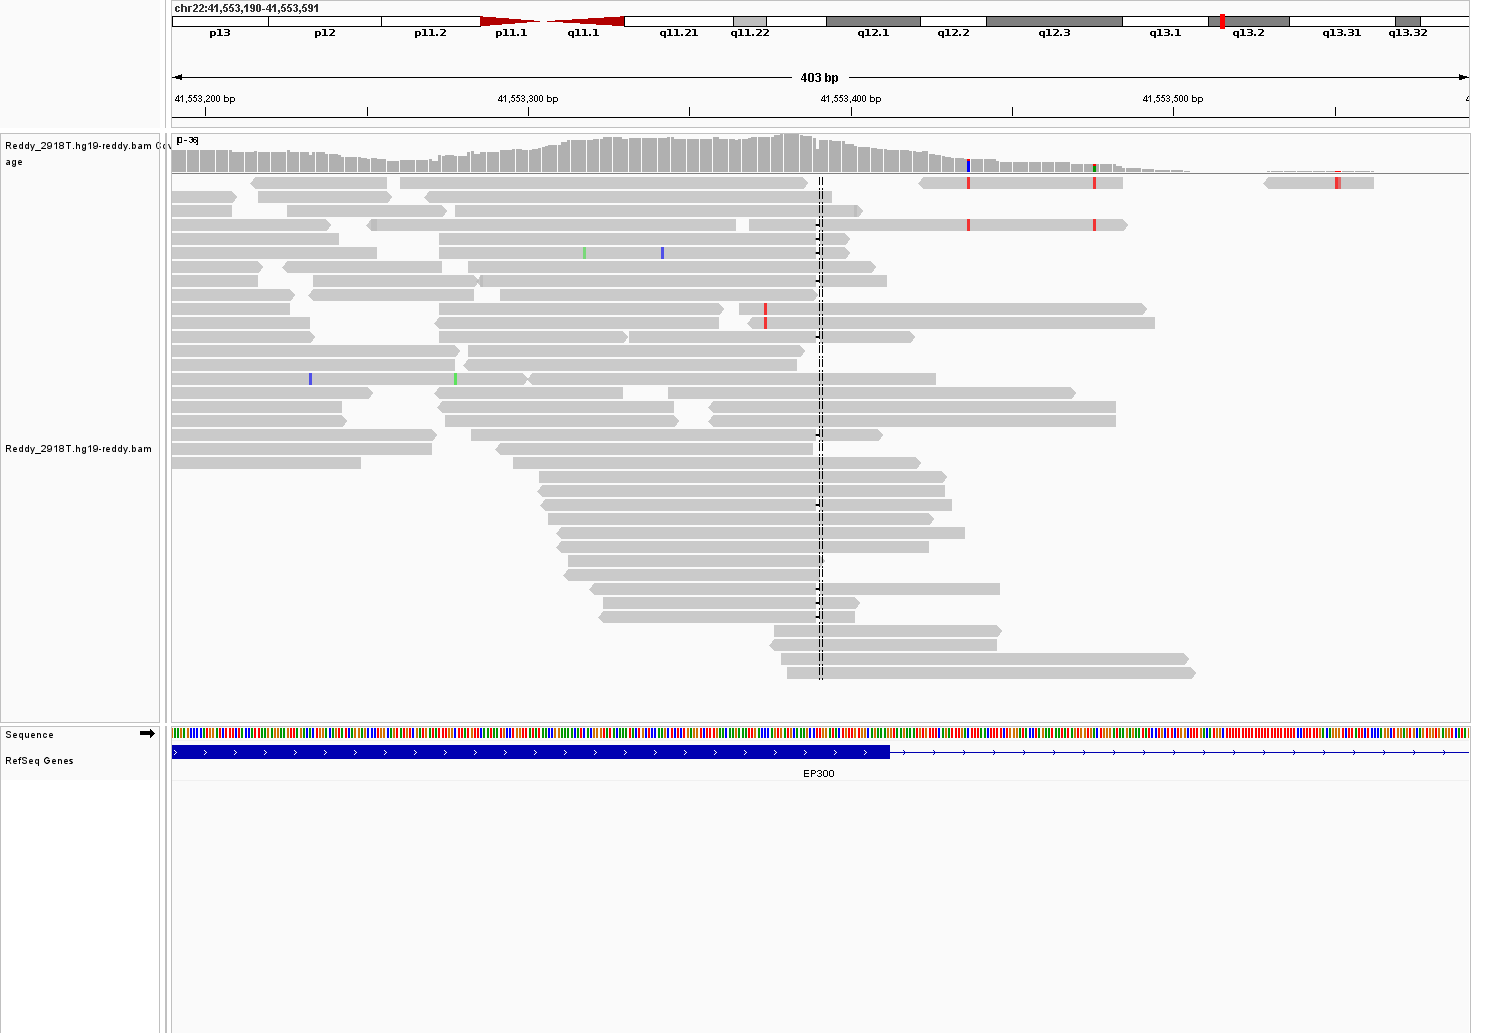 chr22:41,553,190-41,553,591
p13 p12 p11.2 p11.1 q11.1 q11.21 q11.22 q12.1 q12.2 q12.3 q13.1 q13.2 q13.31 q13.32
403 bp
41,553,200 bp 41,553,300 bp 41,553,400 bp 41,553,500 bp
Reddy_2918T.hg19-reddy.bam Cov
age
[0-36]
Reddy_2918T.hg19-reddy.bam
Sequence
RefSeq Genes
EP300